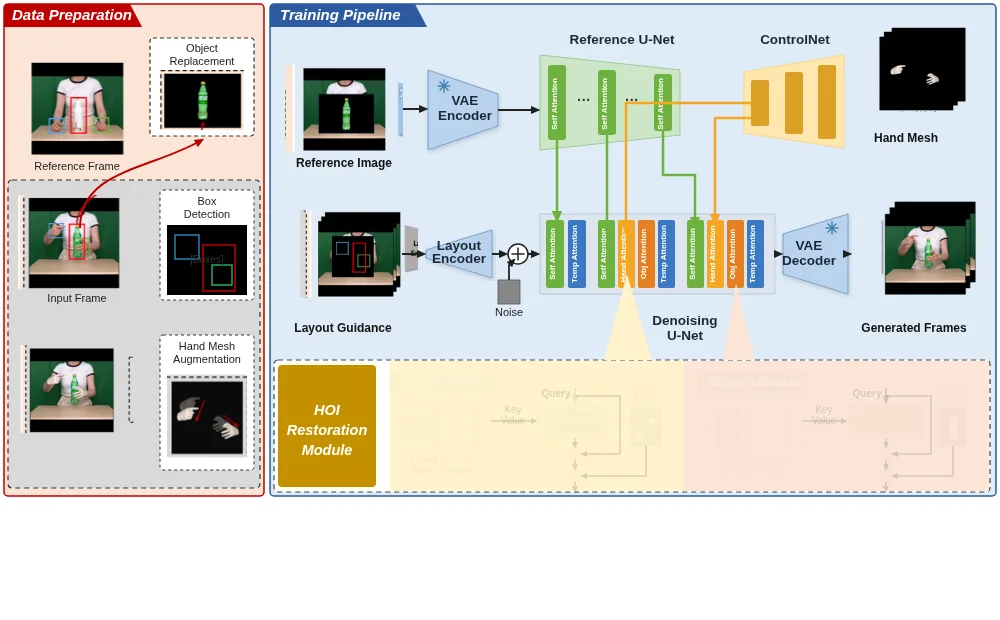 Data Preparation
Object
Replacement
Reference Frame
Box
Detection
[Boxes]
Input Frame
Hand Mesh
Augmentation
Training Pipeline
Reference U-Net
ControlNet
VAE
Encoder
Self Attention
...
Self Attention
...
Self Attention
Reference Image
Hand Mesh
Layout
Encoder
Noise
Self Attention
Temp Attention
Self Attention
Hand Attention
Obj Attention
Temp Attention
Self Attention
Hand Attention
Obj Attention
Temp Attention
VAE
Decoder
Layout Guidance
Denoising
U-Net
Generated Frames
HOI
Restoration
Module
Query
Key
Value
Query
Key
Value